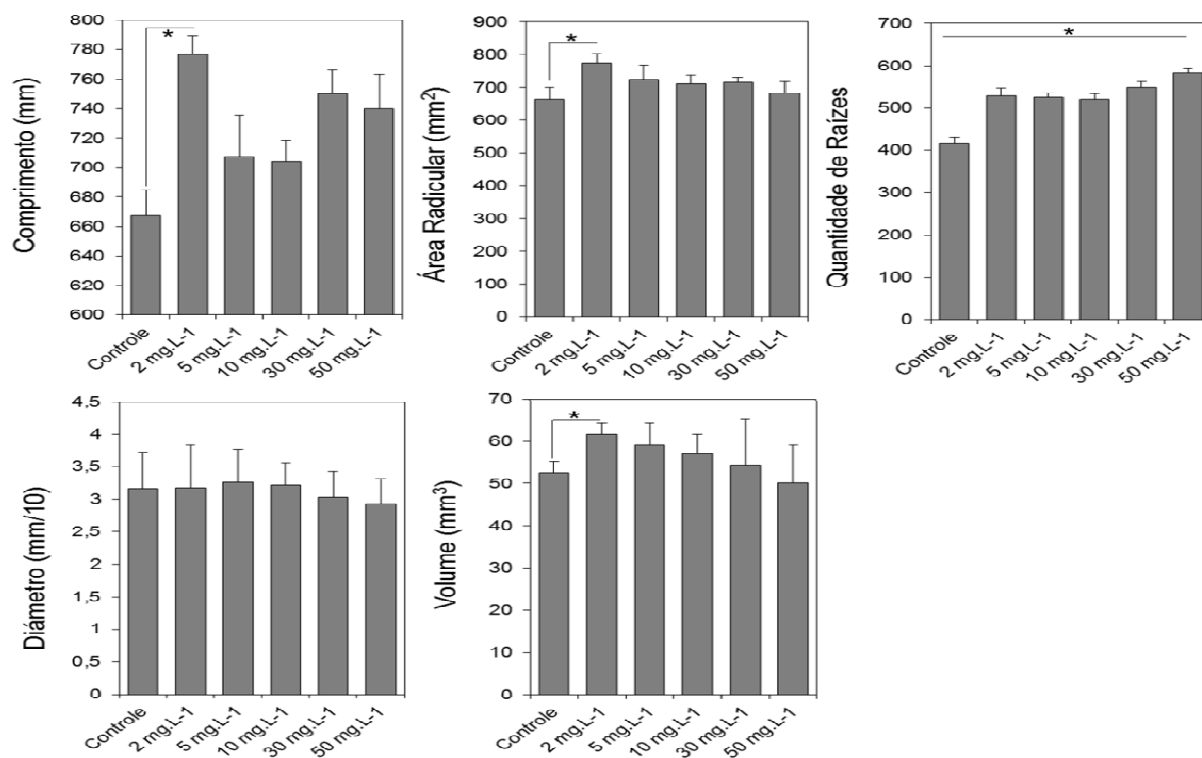 Comprimento (mm)
800
780
760
740
720
700
680
660
640
620
600
*
Controle
2 mg.L-1
5 mg.L-1
10 mg.L-1
30 mg.L-1
50 mg.L-1
Área Radicular (mm²)
900
800
700
600
500
400
300
200
100
0
*
Controle
2 mg.L-1
5 mg.L-1
10 mg.L-1
30 mg.L-1
50 mg.L-1
Quantidade de Raízes
700
600
500
400
300
200
100
0
*
Controle
2 mg.L-1
5 mg.L-1
10 mg.L-1
30 mg.L-1
50 mg.L-1
Diámetro (mm/10)
4,5
4
3,5
3
2,5
2
1,5
1
0,5
0
Controle
2 mg.L-1
5 mg.L-1
10 mg.L-1
30 mg.L-1
50 mg.L-1
Volume (mm³)
70
60
50
40
30
20
10
0
*
Controle
2 mg.L-1
5 mg.L-1
10 mg.L-1
30 mg.L-1
50 mg.L-1